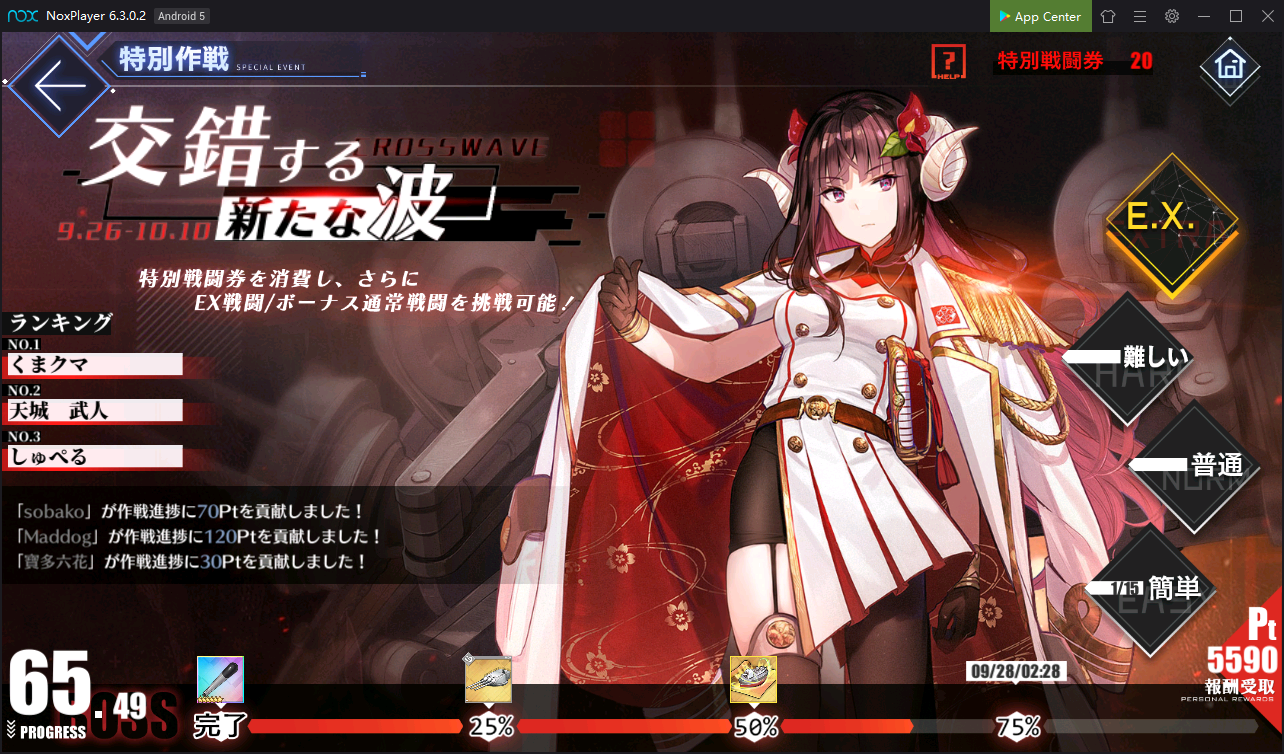 NOX NoxPlayer 6.3.0.2 Android 5 App Center
特別作戦 SPECIAL EVENT
?
HELP
特別戦闘券 20
交錯する
ROSSWAVE
新たな波
9.26-10.10
特別戦闘券を消費し、さらに
EX戦闘/ボーナス通常戦闘を挑戦可能!
E.X.
ランキング
NO.1
くまクマ
難しい
HAR
NO.2
天城 武人
NO.3
しゅぺる
普通
NORM
「sobako」が作戦進捗に70Ptを貢献しました！
「Maddog」が作戦進捗に120Ptを貢献しました！
「寶多六花」が作戦進捗に30Ptを貢献しました！
1/15 簡単
EAS
Pt
5590
報酬受取
PERSONAL REWARDS
65.49
PROGRESS
09/28/02:28
完了 25% 50% 75%